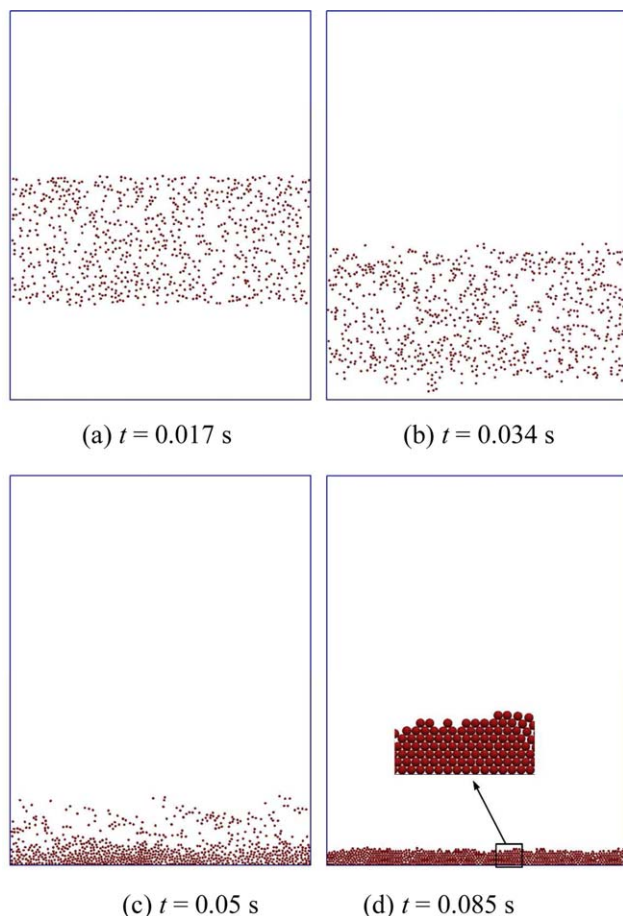 (a) t = 0.017 s
(b) t = 0.034 s
(c) t = 0.05 s
(d) t = 0.085 s